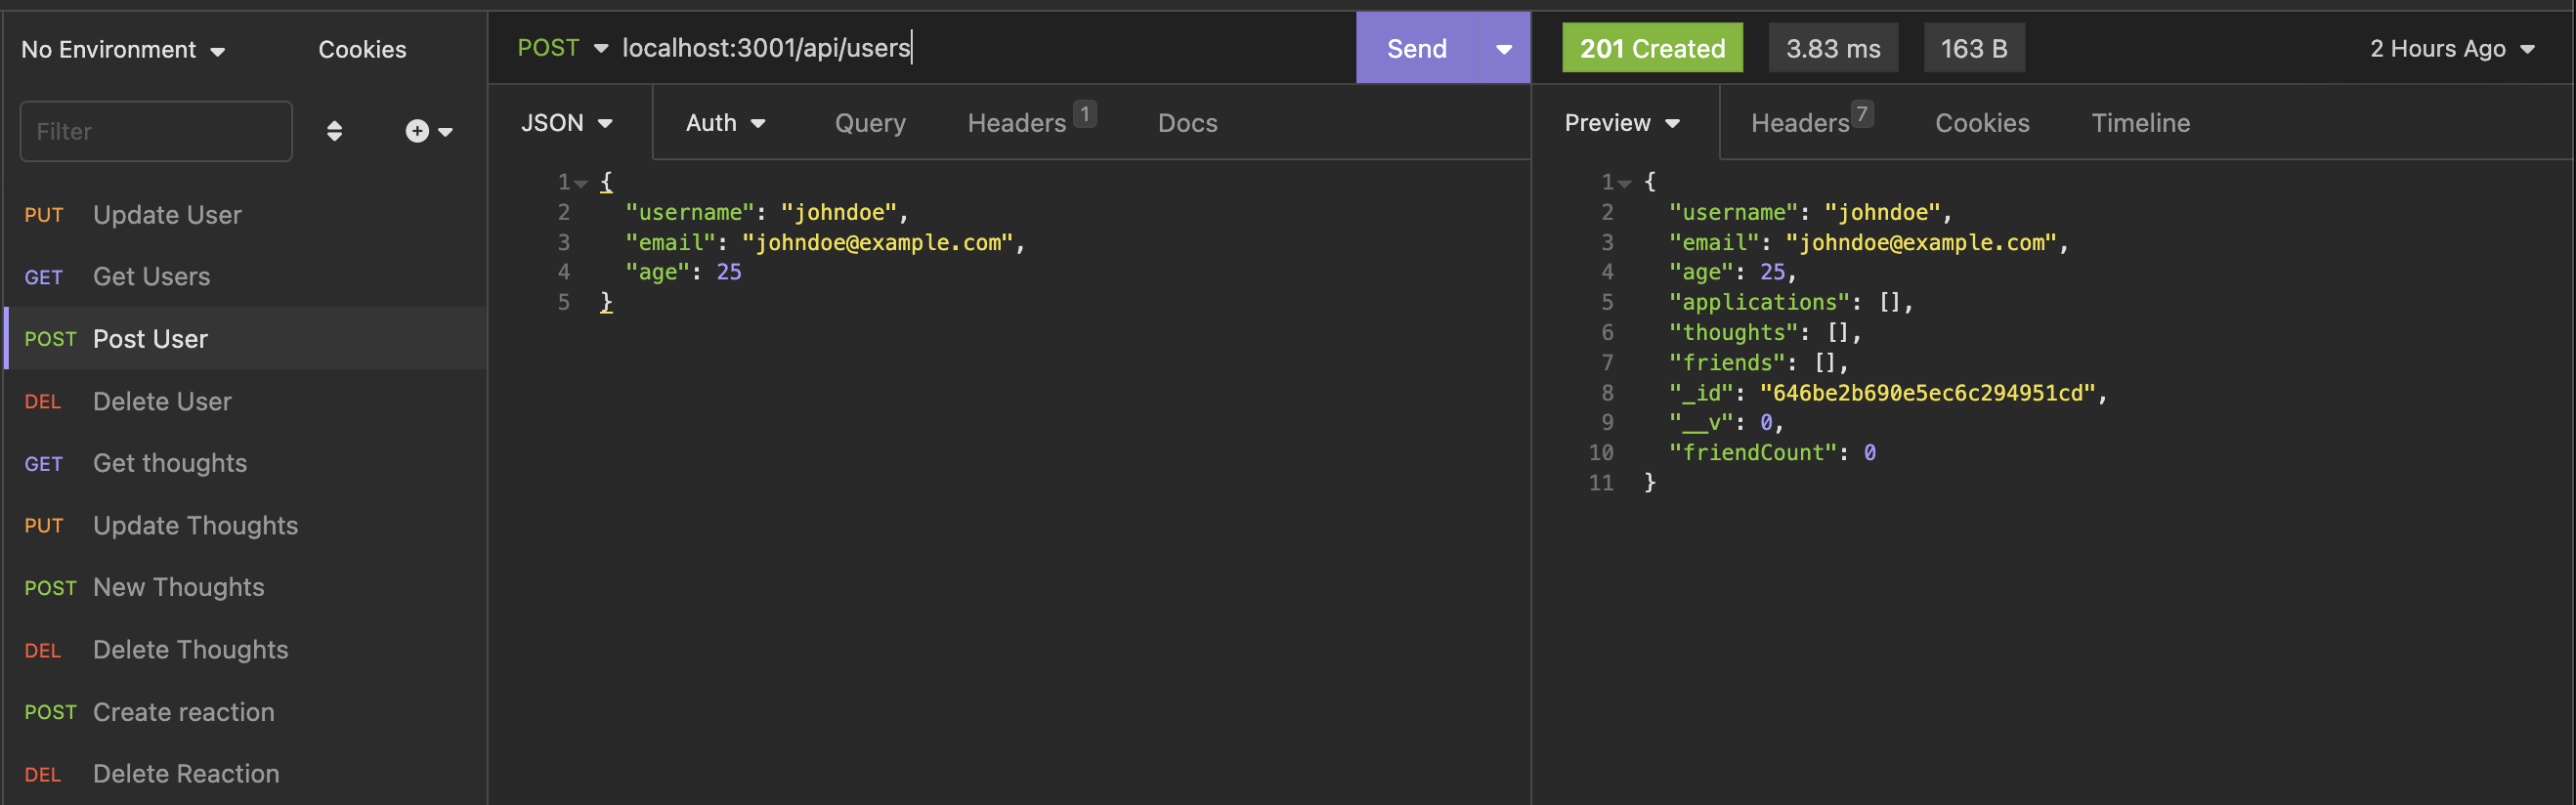 No Environment Cookies
Filter
PUT Update User
GET Get Users
POST Post User
DEL Delete User
GET Get thoughts
PUT Update Thoughts
POST New Thoughts
DEL Delete Thoughts
POST Create reaction
DEL Delete Reaction
POST localhost:3001/api/users Send
JSON Auth Query Headers 1 Docs
1 {
2 "username": "johndoe",
3 "email": "johndoe@example.com",
4 "age": 25
5 }
201 Created 3.83 ms 163 B 2 Hours Ago
Preview Headers 7 Cookies Timeline
1 {
2 "username": "johndoe",
3 "email": "johndoe@example.com",
4 "age": 25,
5 "applications": [],
6 "thoughts": [],
7 "friends": [],
8 "_id": "646be2b690e5ec6c294951cd",
9 "__v": 0,
10 "friendCount": 0
11 }